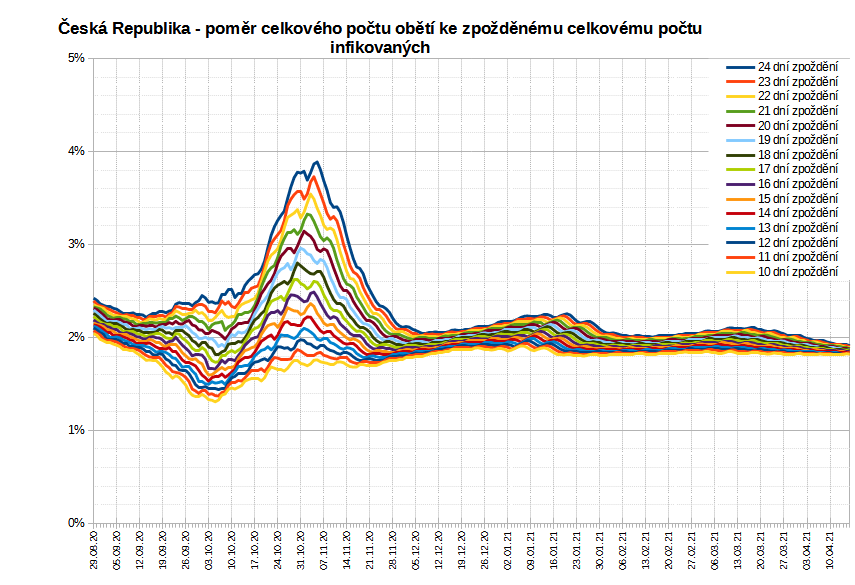 Česká Republika - poměr celkového počtu obětí ke zpožděnému celkovému počtu
infikovaných
5%
4%
3%
2%
1%
0%
24 dní zpoždění
23 dní zpoždění
22 dní zpoždění
21 dní zpoždění
20 dní zpoždění
19 dní zpoždění
18 dní zpoždění
17 dní zpoždění
16 dní zpoždění
15 dní zpoždění
14 dní zpoždění
13 dní zpoždění
12 dní zpoždění
11 dní zpoždění
10 dní zpoždění
29.08.20
05.09.20
12.09.20
19.09.20
26.09.20
03.10.20
10.10.20
17.10.20
24.10.20
31.10.20
07.11.20
14.11.20
21.11.20
28.11.20
05.12.20
12.12.20
19.12.20
26.12.20
02.01.21
09.01.21
16.01.21
23.01.21
30.01.21
06.02.21
13.02.21
20.02.21
27.02.21
06.03.21
13.03.21
20.03.21
27.03.21
03.04.21
10.04.21